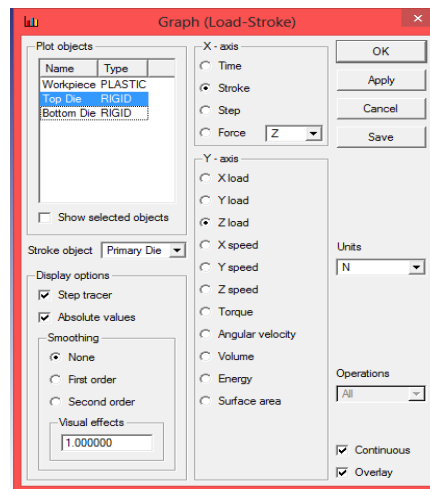 Graph (Load-Stroke)
Plot objects
Name Type
Workpiece PLASTIC
Top Die RIGID
Bottom Die RIGID
Show selected objects
Stroke object Primary Die
Display options
Step tracer
Absolute values
Smoothing
None
First order
Second order
Visual effects
1.000000
X - axis
Time
Stroke
Step
Force Z
Y - axis
X load
Y load
Z load
X speed
Y speed
Z speed
Torque
Angular velocity
Volume
Energy
Surface area
OK
Apply
Cancel
Save
Units
N
Operations
All
Continuous
Overlay